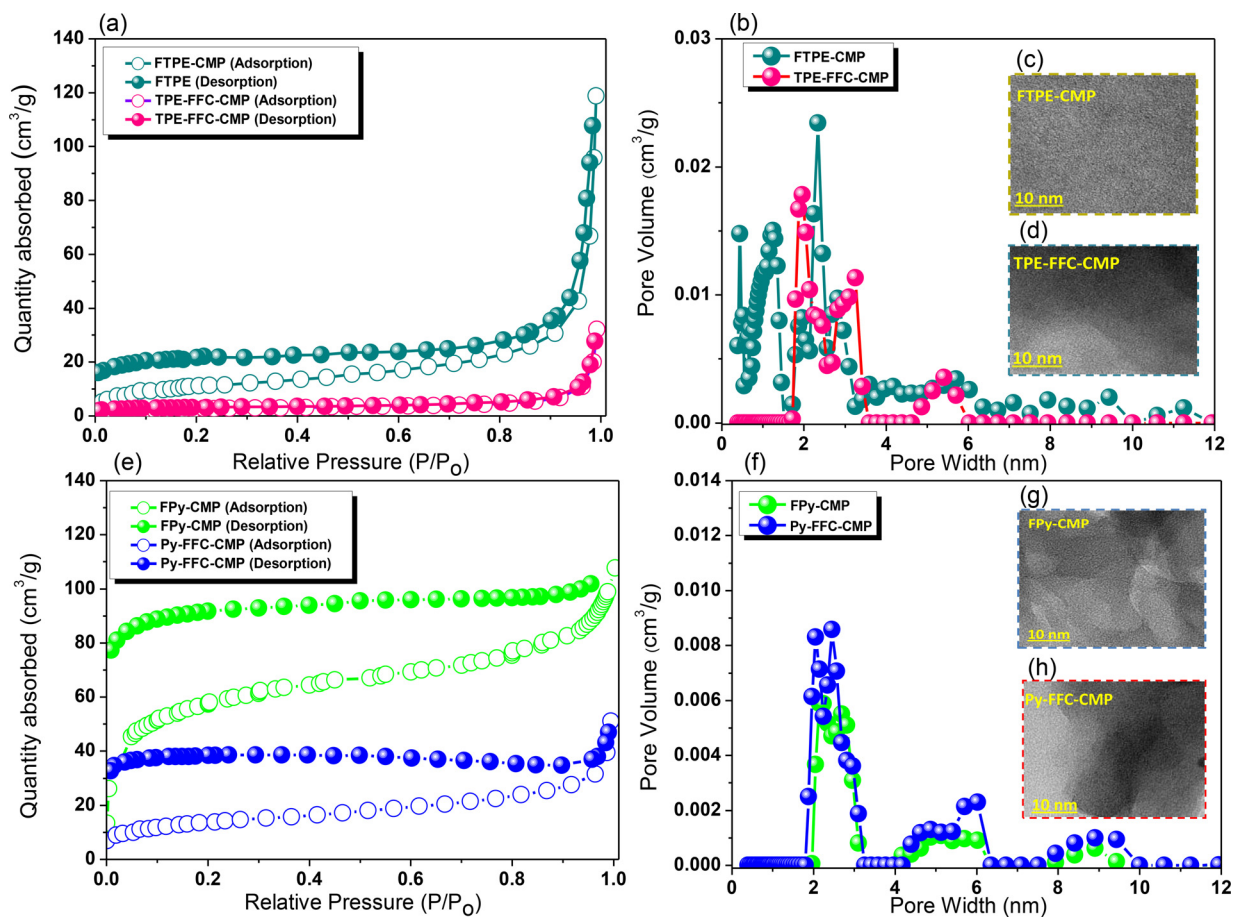 (a)
140
120
100
80
60
40
20
0
Quantity absorbed (cm³/g)
FTPE-CMP (Adsorption)
FTPE (Desorption)
TPE-FFC-CMP (Adsorption)
TPE-FFC-CMP (Desorption)
0.0 0.2 0.4 0.6 0.8 1.0
Relative Pressure (P/Po)
(b)
0.03
0.02
0.01
0.00
Pore Volume (cm³/g)
FTPE-CMP
TPE-FFC-CMP
0 2 4 6 8 10 12
Pore Width (nm)
(c)
FTPE-CMP
10 nm
(d)
TPE-FFC-CMP
10 nm
(e)
140
120
100
80
60
40
20
0
Quantity absorbed (cm³/g)
FPy-CMP (Adsorption)
FPy-CMP (Desorption)
Py-FFC-CMP (Adsorption)
Py-FFC-CMP (Desorption)
0.0 0.2 0.4 0.6 0.8 1.0
Relative Pressure (P/Po)
(f)
0.014
0.012
0.010
0.008
0.006
0.004
0.002
0.000
Pore Volume (cm³/g)
FPy-CMP
Py-FFC-CMP
0 2 4 6 8 10 12
Pore Width (nm)
(g)
FPy-CMP
10 nm
(h)
Py-FFC-CMP
10 nm